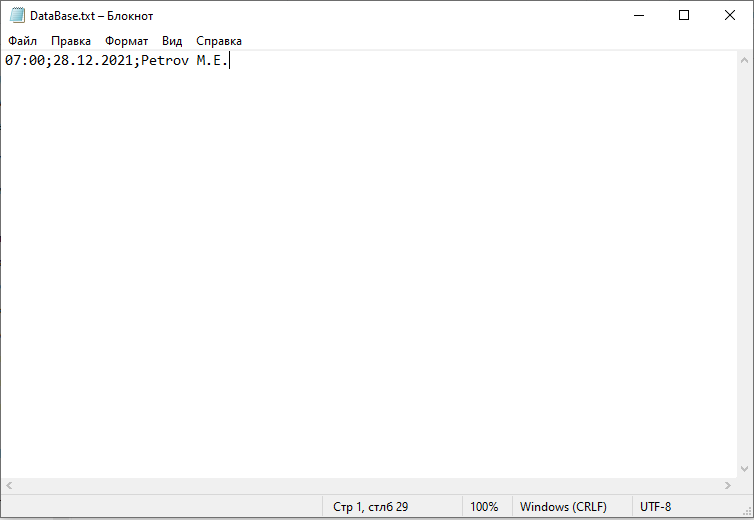 DataBase.txt – Блокнот
Файл Правка Формат Вид Справка
07:00;28.12.2021;Petrov M.E.
Стр 1, стлб 29 100% Windows (CRLF) UTF-8